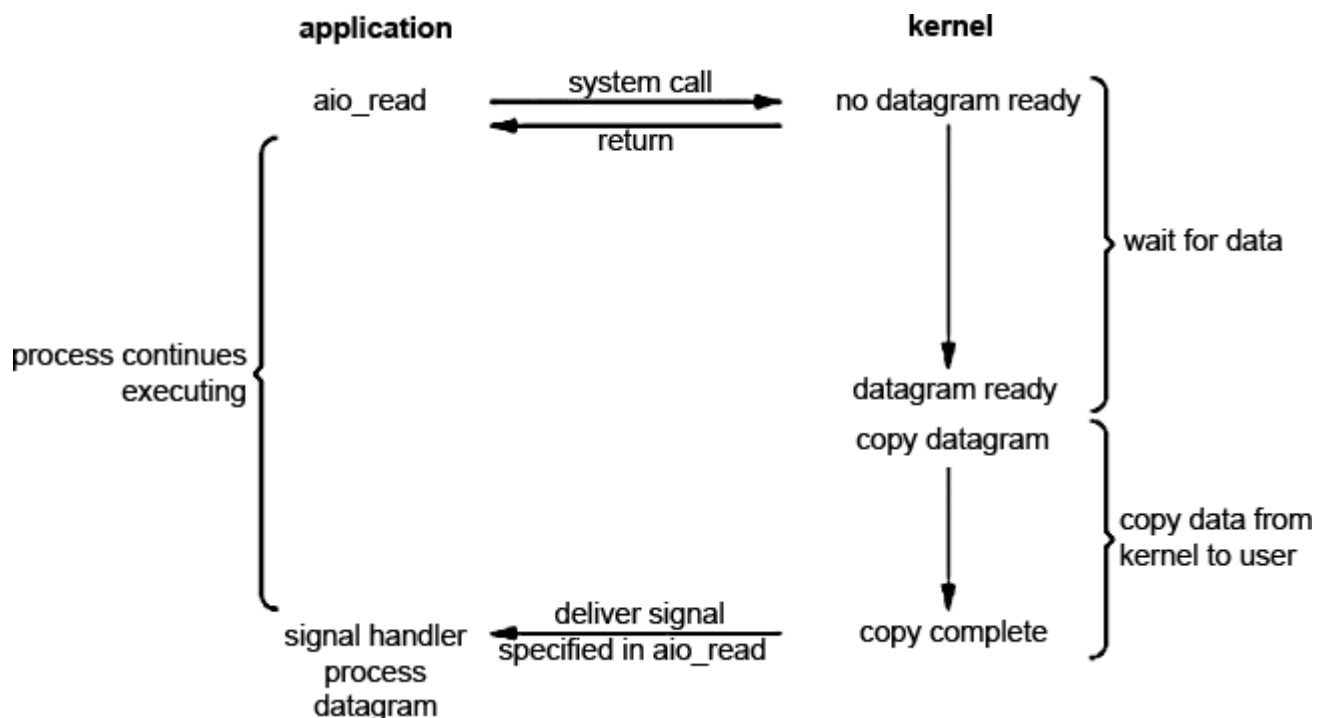 application
kernel
aio_read
system call
no datagram ready
return
wait for data
process continues
executing
datagram ready
copy datagram
copy data from
kernel to user
deliver signal
signal handler
specified in aio_read
copy complete
process
datagram